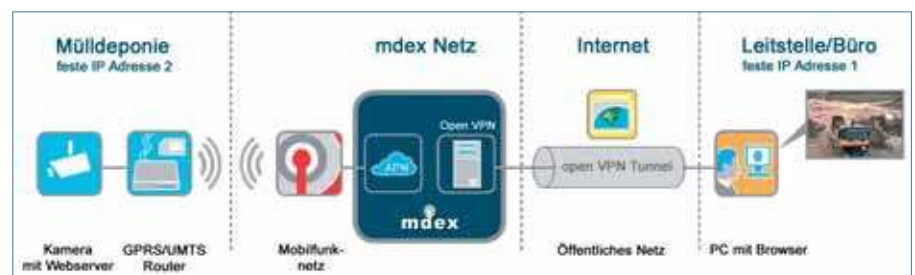 Mülldeponie
feste IP Adresse 2
mdex Netz
Internet
Leitstelle/Büro
feste IP Adresse 1
Open VPN
APN
open VPN Tunnel
mdex
Kamera
mit Webserver
GPRS/UMTS
Router
Mobilfunk-
netz
Öffentliches Netz
PC mit Browser